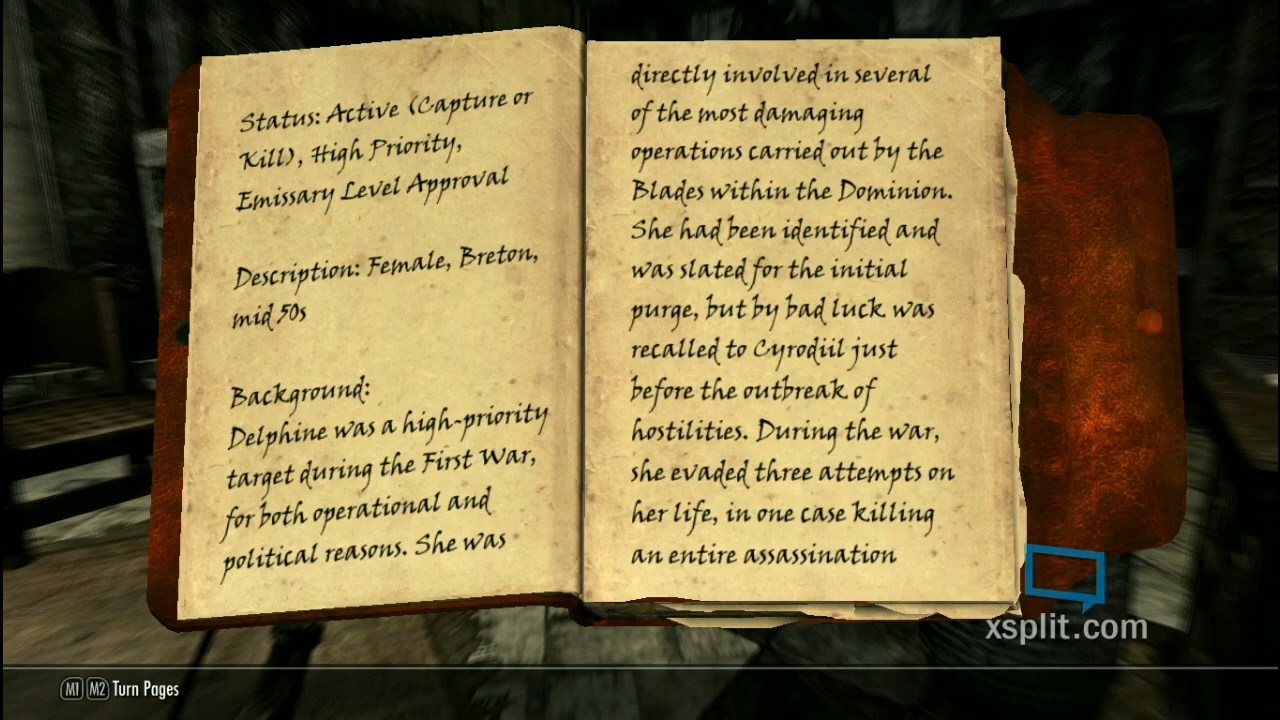 Status: Active (Capture or
Kill), High Priority,
Emissary Level Approval
Description: Female, Breton,
mid 50s
Background:
Delphine was a high-priority
target during the First War,
for both operational and
political reasons. She was
directly involved in several
of the most damaging
operations carried out by the
Blades within the Dominion.
She had been identified and
was slated for the initial
purge, but by bad luck was
recalled to Cyrodiil just
before the outbreak of
hostilities. During the war,
she evaded three attempts on
her life, in one case killing
an entire assassination
xsplit.com
M1 M2 Turn Pages